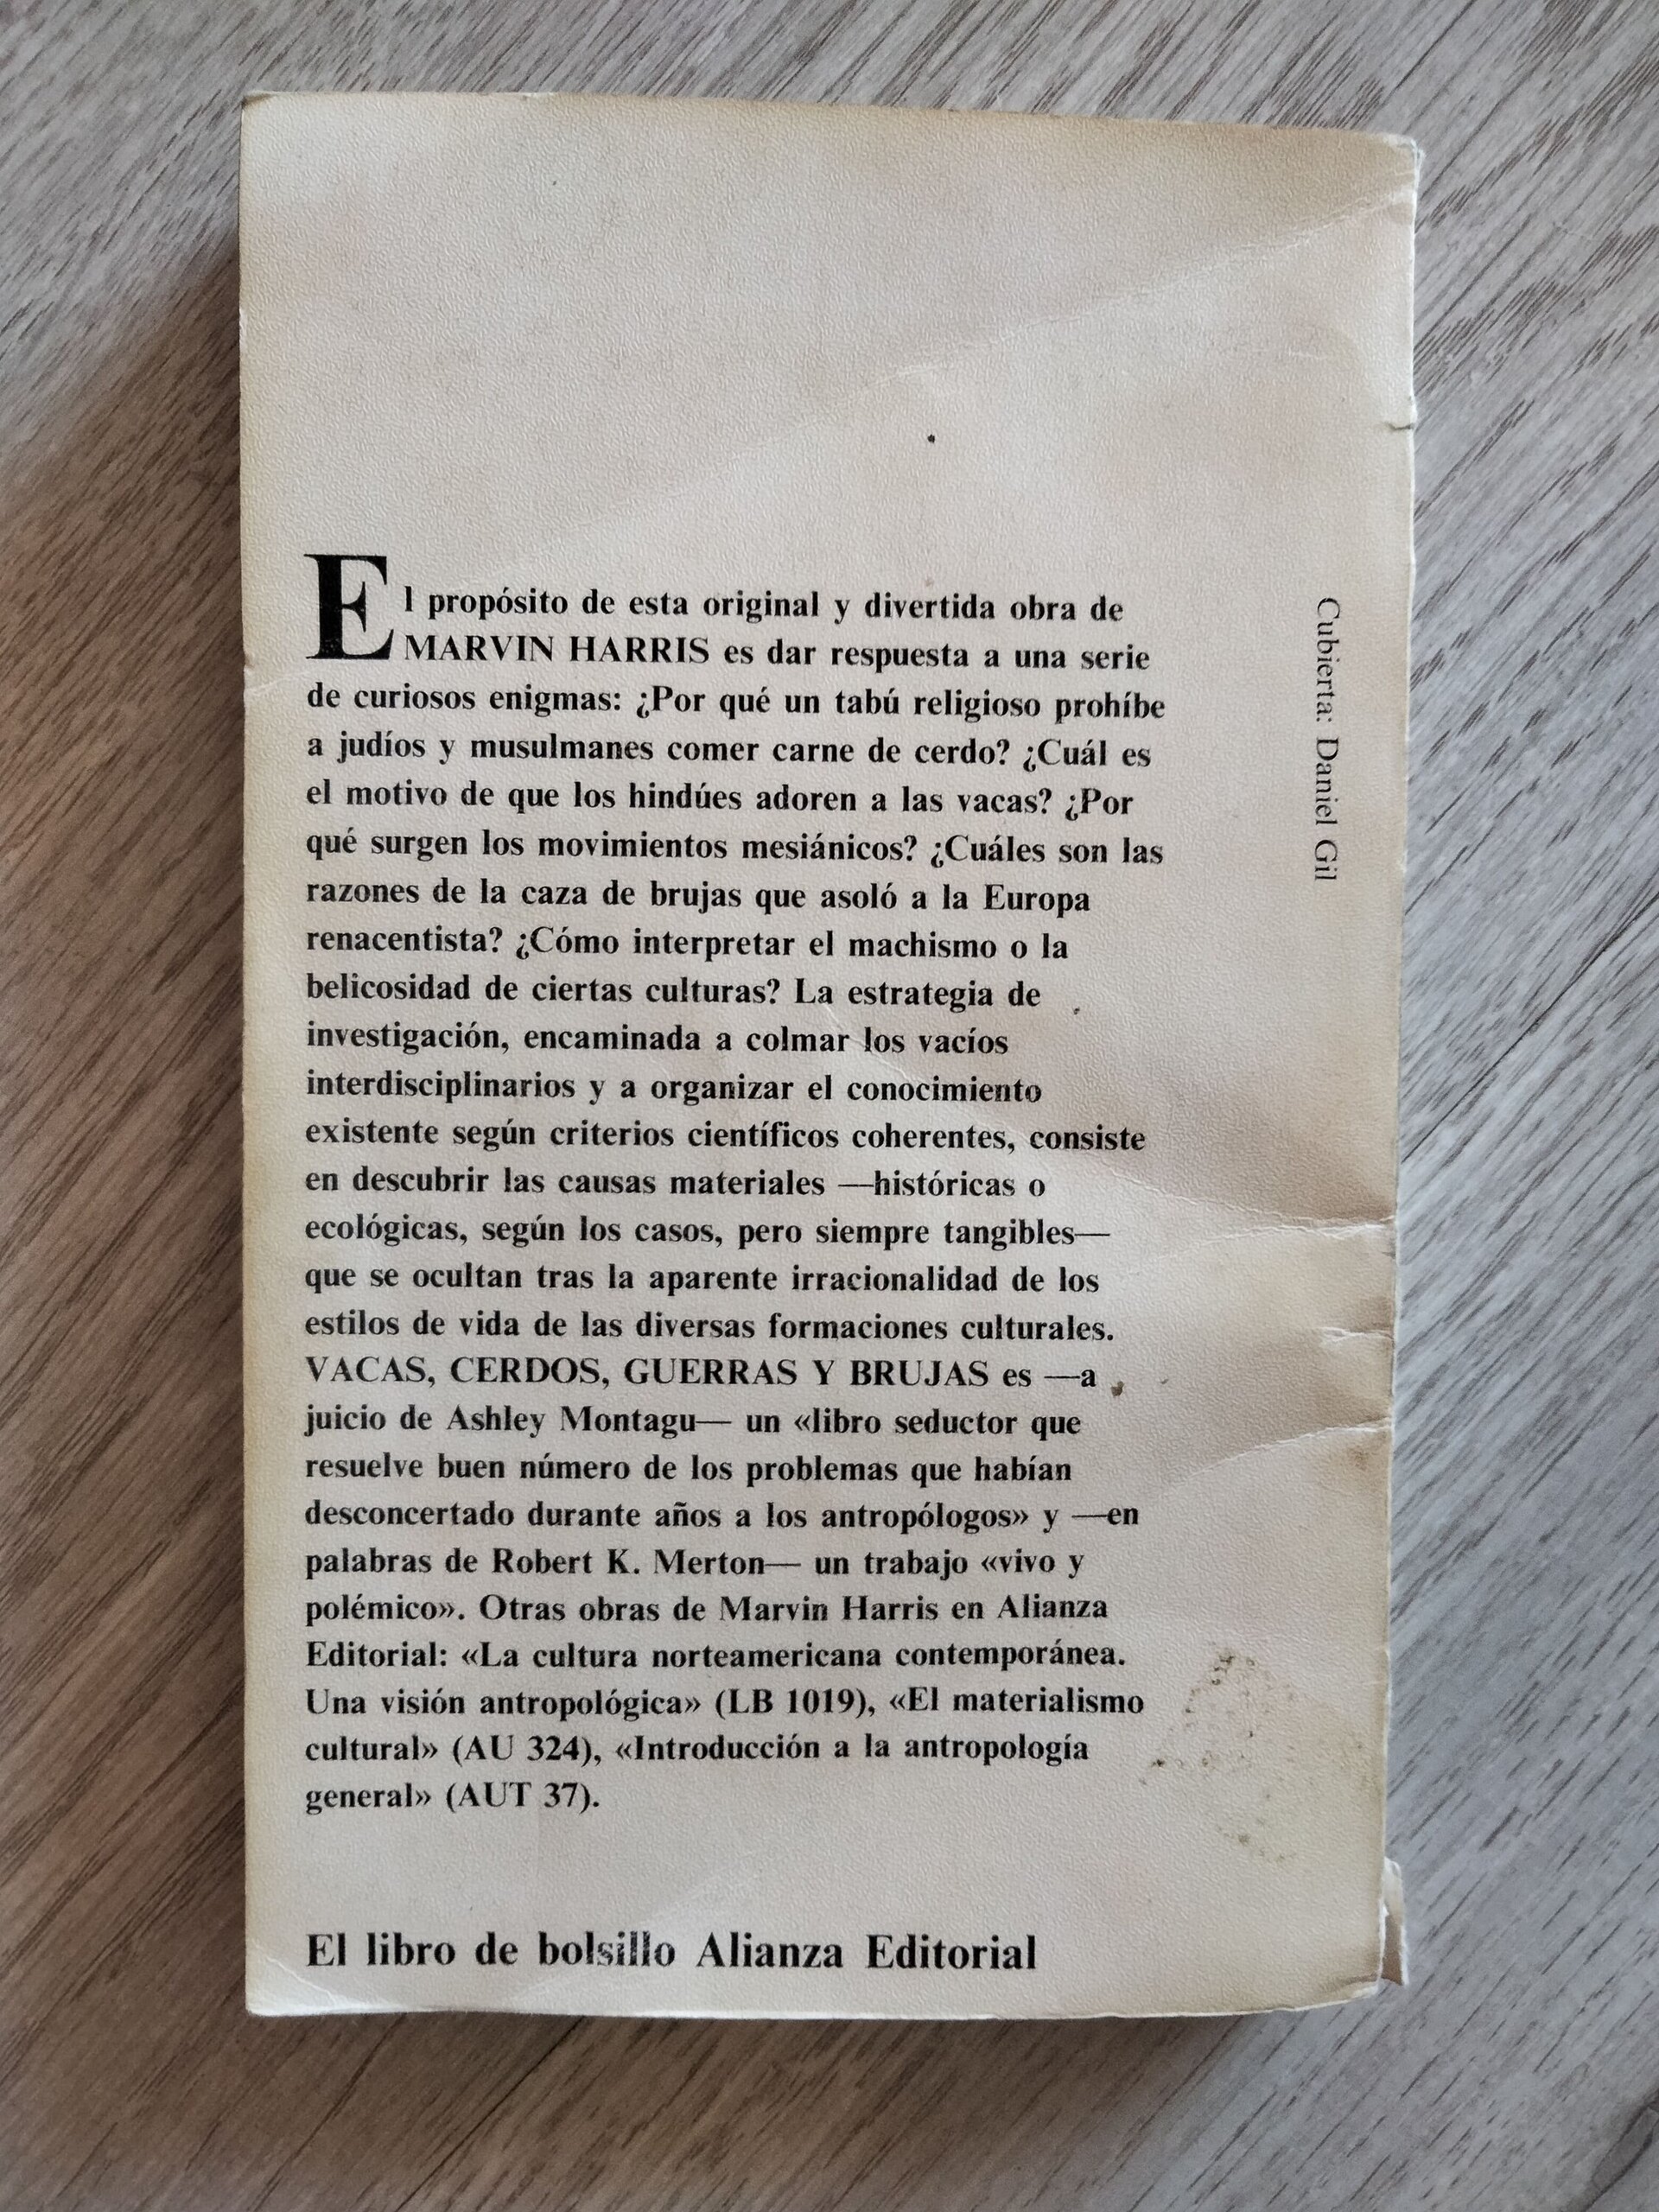 El propósito de esta original y divertida obra de
MARVIN HARRIS es dar respuesta a una serie
de curiosos enigmas: ¿Por qué un tabú religioso prohíbe
a judíos y musulmanes comer carne de cerdo? ¿Cuál es
el motivo de que los hindúes adoren a las vacas? ¿Por
qué surgen los movimientos mesiánicos? ¿Cuáles son las
razones de la caza de brujas que asoló a la Europa
renacentista? ¿Cómo interpretar el machismo o la
belicosidad de ciertas culturas? La estrategia de
investigación, encaminada a colmar los vacíos
interdisciplinarios y a organizar el conocimiento
existente según criterios científicos coherentes, consiste
en descubrir las causas materiales —históricas o
ecológicas, según los casos, pero siempre tangibles—
que se ocultan tras la aparente irracionalidad de los
estilos de vida de las diversas formaciones culturales.
VACAS, CERDOS, GUERRAS Y BRUJAS es —a
juicio de Ashley Montagu— un «libro seductor que
resuelve buen número de los problemas que habían
desconcertado durante años a los antropólogos» y —en
palabras de Robert K. Merton— un trabajo «vivo y
polémico». Otras obras de Marvin Harris en Alianza
Editorial: «La cultura norteamericana contemporánea.
Una visión antropológica» (LB 1019), «El materialismo
cultural» (AU 324), «Introducción a la antropología
general» (AUT 37).
El libro de bolsillo Alianza Editorial
Cubierta: Daniel Gil